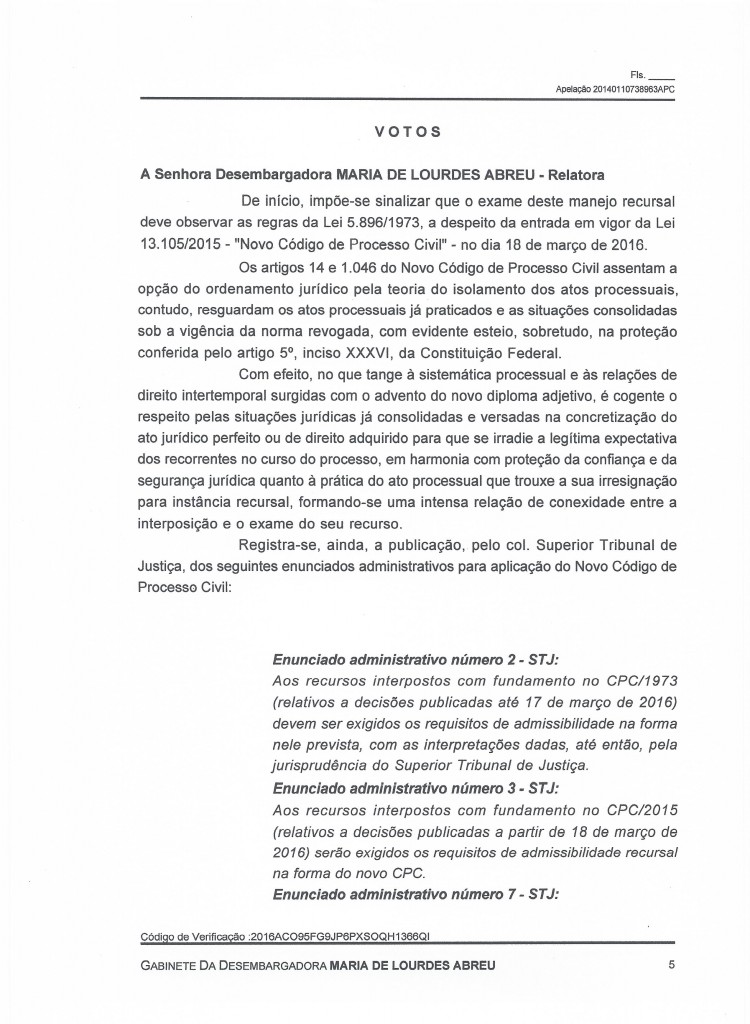 Fls. _____
Apelação 20140110738963APC
V O T O S
A Senhora Desembargadora MARIA DE LOURDES ABREU - Relatora
De início, impõe-se sinalizar que o exame deste manejo recursal
deve observar as regras da Lei 5.896/1973, a despeito da entrada em vigor da Lei
13.105/2015 - "Novo Código de Processo Civil" - no dia 18 de março de 2016.
Os artigos 14 e 1.046 do Novo Código de Processo Civil assentam a
opção do ordenamento jurídico pela teoria do isolamento dos atos processuais,
contudo, resguardam os atos processuais já praticados e as situações consolidadas
sob a vigência da norma revogada, com evidente esteio, sobretudo, na proteção
conferida pelo artigo 5º, inciso XXXVI, da Constituição Federal.
Com efeito, no que tange à sistemática processual e às relações de
direito intertemporal surgidas com o advento do novo diploma adjetivo, é cogente o
respeito pelas situações jurídicas já consolidadas e versadas na concretização do
ato jurídico perfeito ou de direito adquirido para que se irradie a legítima expectativa
dos recorrentes no curso do processo, em harmonia com proteção da confiança e da
segurança jurídica quanto à prática do ato processual que trouxe a sua irresignação
para instância recursal, formando-se uma intensa relação de conexidade entre a
interposição e o exame do seu recurso.
Registra-se, ainda, a publicação, pelo col. Superior Tribunal de
Justiça, dos seguintes enunciados administrativos para aplicação do Novo Código de
Processo Civil:
Enunciado administrativo número 2 - STJ:
Aos recursos interpostos com fundamento no CPC/1973
(relativos a decisões publicadas até 17 de março de 2016)
devem ser exigidos os requisitos de admissibilidade na forma
nele prevista, com as interpretações dadas, até então, pela
jurisprudência do Superior Tribunal de Justiça.
Enunciado administrativo número 3 - STJ:
Aos recursos interpostos com fundamento no CPC/2015
(relativos a decisões publicadas a partir de 18 de março de
2016) serão exigidos os requisitos de admissibilidade recursal
na forma do novo CPC.
Enunciado administrativo número 7 - STJ:
Código de Verificação :2016ACO95FG9JP6PXSOQH1366QI
GABINETE DA DESEMBARGADORA MARIA DE LOURDES ABREU 5